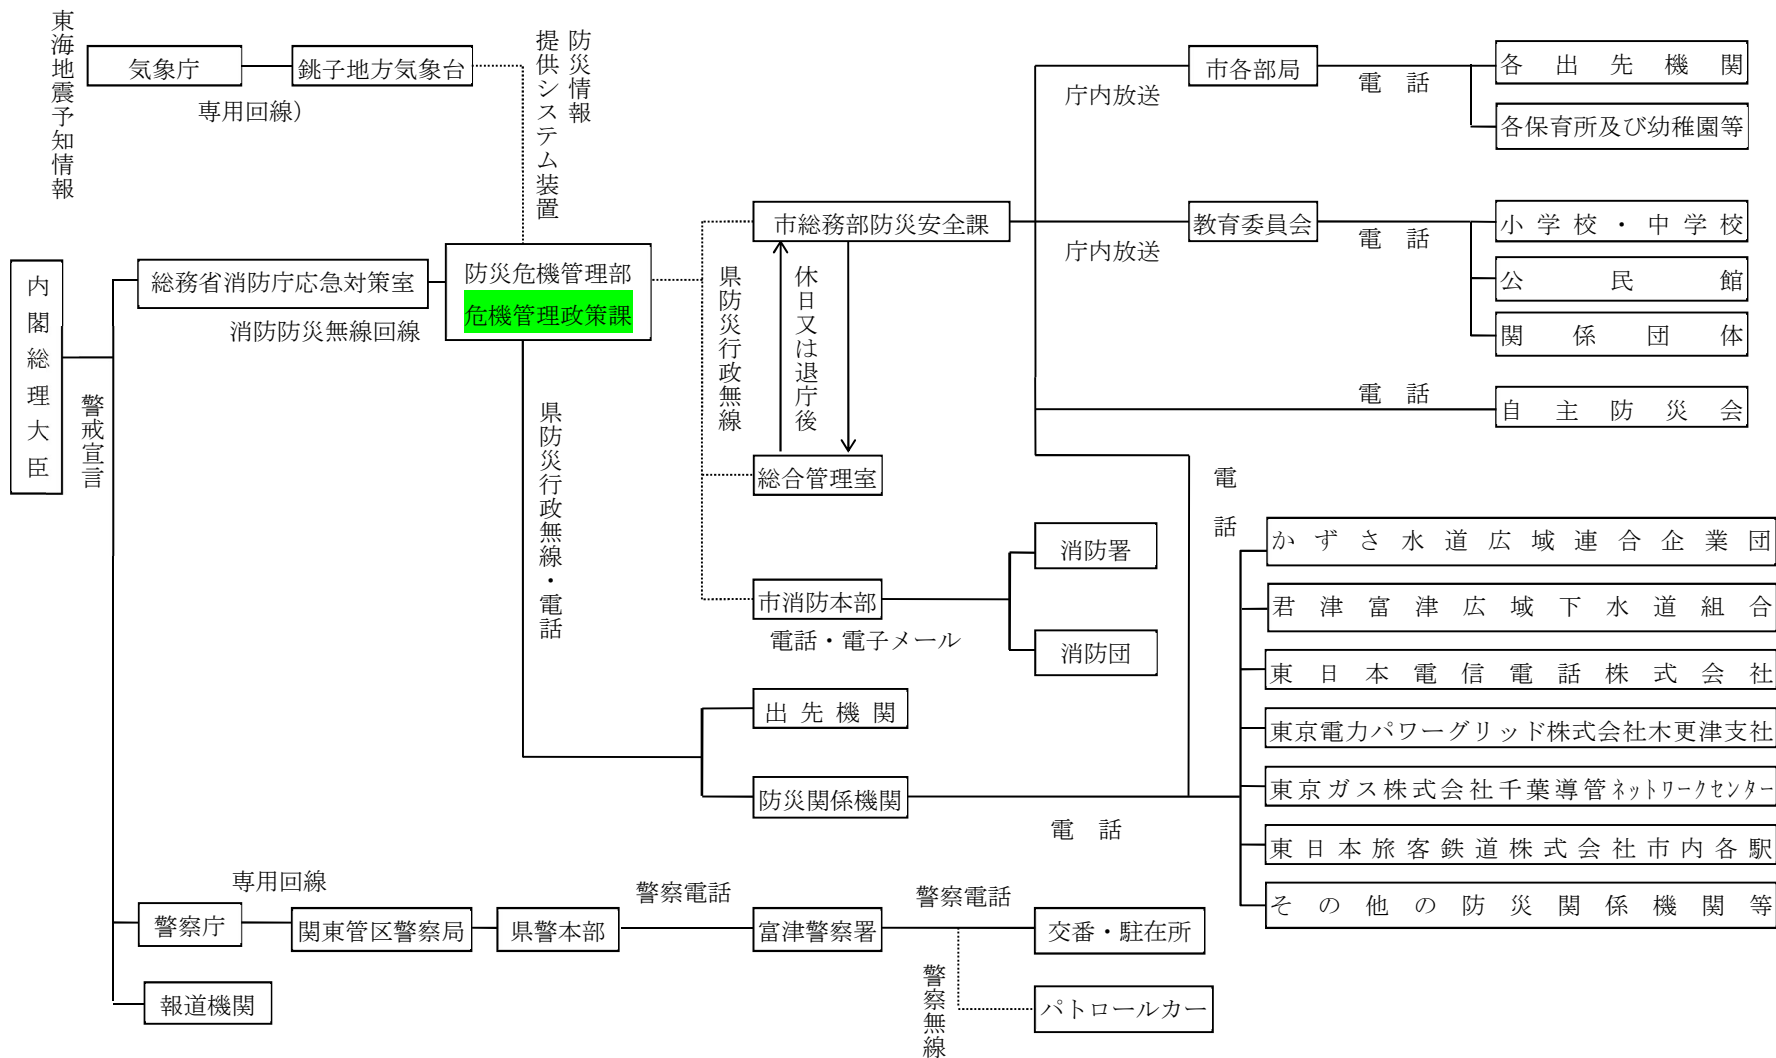 東海地震予知情報
気象庁
銚子地方気象台
専用回線）
防災情報
提供システム装置
内閣総理大臣
警戒宣言
総務省消防庁応急対策室
消防防災無線回線
防災危機管理部
危機管理政策課
県防災行政無線・電話
県防災行政無線
市総務部防災安全課
休日又は退庁後
総合管理室
市消防本部
電話・電子メール
消防署
消防団
出先機関
防災関係機関
電話
庁内放送
市各部局
電話
各出先機関
各保育所及び幼稚園等
庁内放送
教育委員会
電話
小学校・中学校
公民館
関係団体
電話
自主防災会
電話
かずさ水道広域連合企業団
君津富津広域下水道組合
東日本電信電話株式会社
東京電力パワーグリッド株式会社木更津支社
東京ガス株式会社千葉導管ネットワークセンター
東日本旅客鉄道株式会社市内各駅
その他の防災関係機関等
警察庁
専用回線
関東管区警察局
県警本部
警察電話
富津警察署
警察電話
交番・駐在所
警察無線
パトロールカー
報道機関